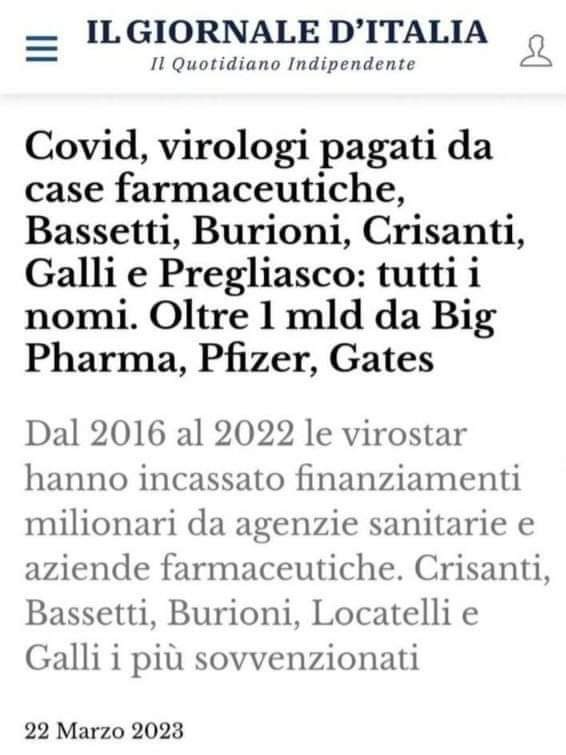 IL GIORNALE D'ITALIA
Il Quotidiano Indipendente
Covid, virologi pagati da
case farmaceutiche,
Bassetti, Burioni, Crisanti,
Galli e Pregliasco: tutti i
nomi. Oltre 1 mld da Big
Pharma, Pfizer, Gates
Dal 2016 al 2022 le virostar
hanno incassato finanziamenti
milionari da agenzie sanitarie e
aziende farmaceutiche. Crisanti,
Bassetti, Burioni, Locatelli e
Galli i più sovvenzionati
22 Marzo 2023